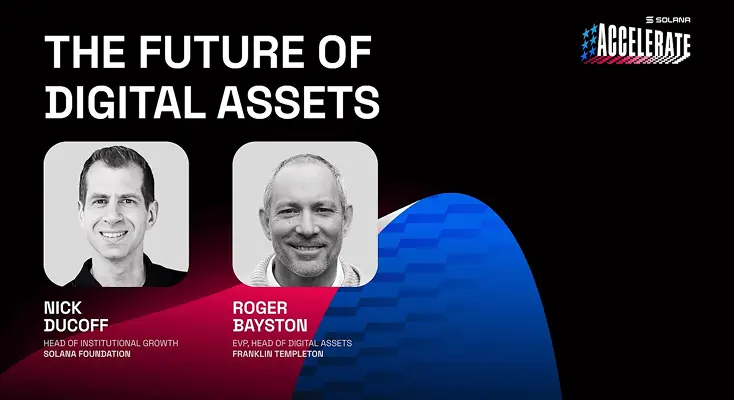 SOLANA
ACCELERATE
THE FUTURE OF
DIGITAL ASSETS
NICK
DUCOFF
HEAD OF INSTITUTIONAL GROWTH
SOLANA FOUNDATION
ROGER
BAYSTON
EVP, HEAD OF DIGITAL ASSETS
FRANKLIN TEMPLETON